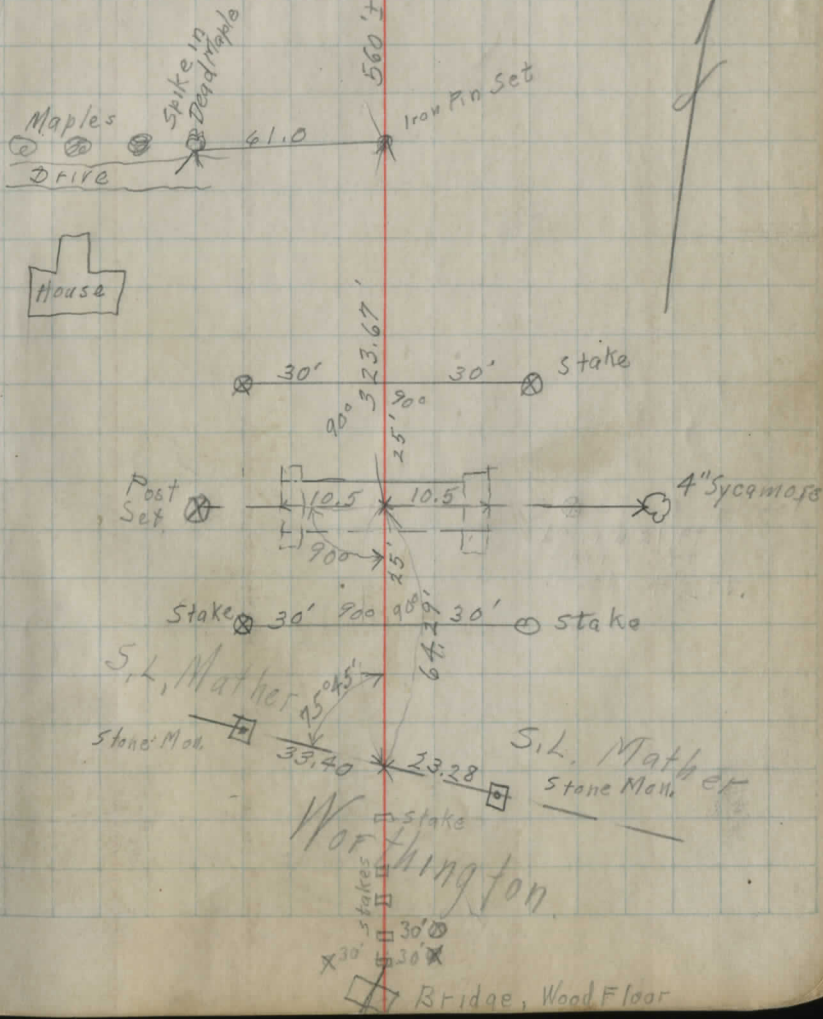 560'±
Spike in
Dead Maple
Maples
61.0
Iron Pin Set
Drive
House
323.67'
30'
30'
Stake
90°
90°
25'
Post
Set
10.5
10.5
4" Sycamore
90°
25'
Stake
30'
90°
90°
30'
Stake
64.29'
S.L. Mather
75°45'
Stone Mon.
33.40
23.28
S.L. Mather
Stone Mon.
Stake
Worthington
Stakes
30'
30'
30'
Bridge, Wood Floor